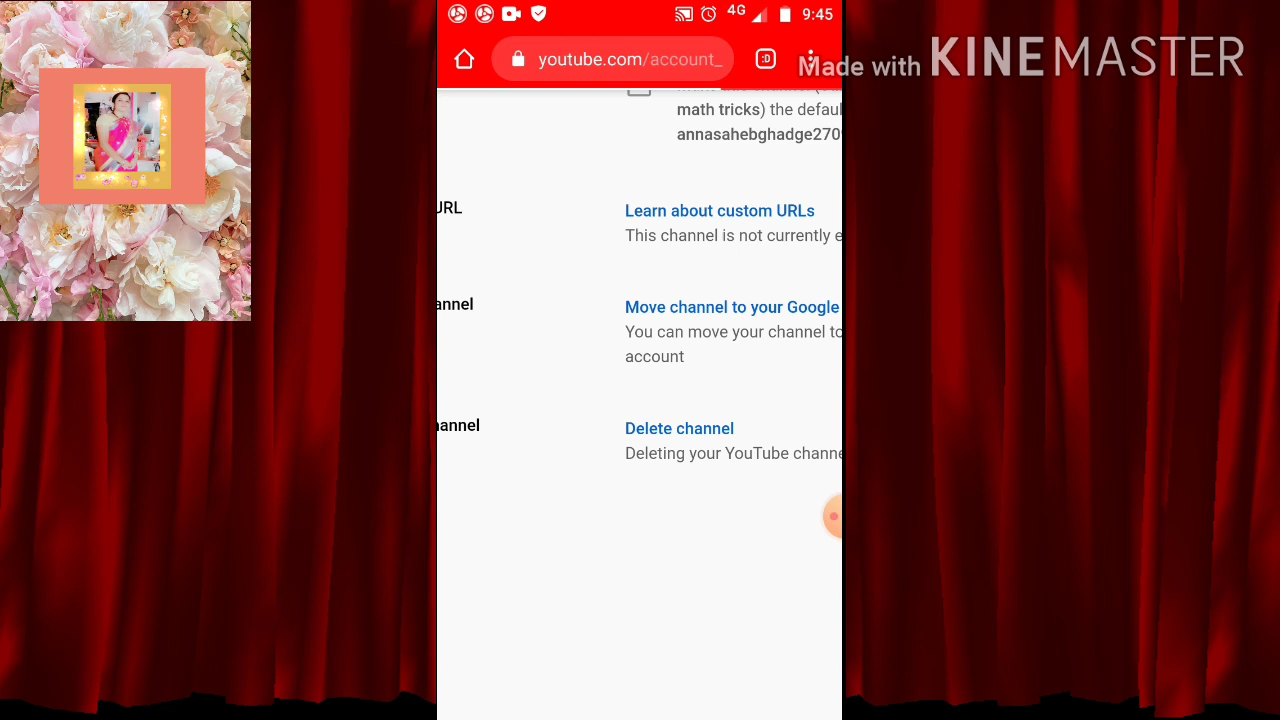 4G
9:45
youtube.com/account_
:D
Made with KINEMASTER
math tricks) the defaul
annasahebghadge270
URL
Learn about custom URLs
This channel is not currently e
annel
Move channel to your Google
You can move your channel to
account
hannel
Delete channel
Deleting your YouTube channe